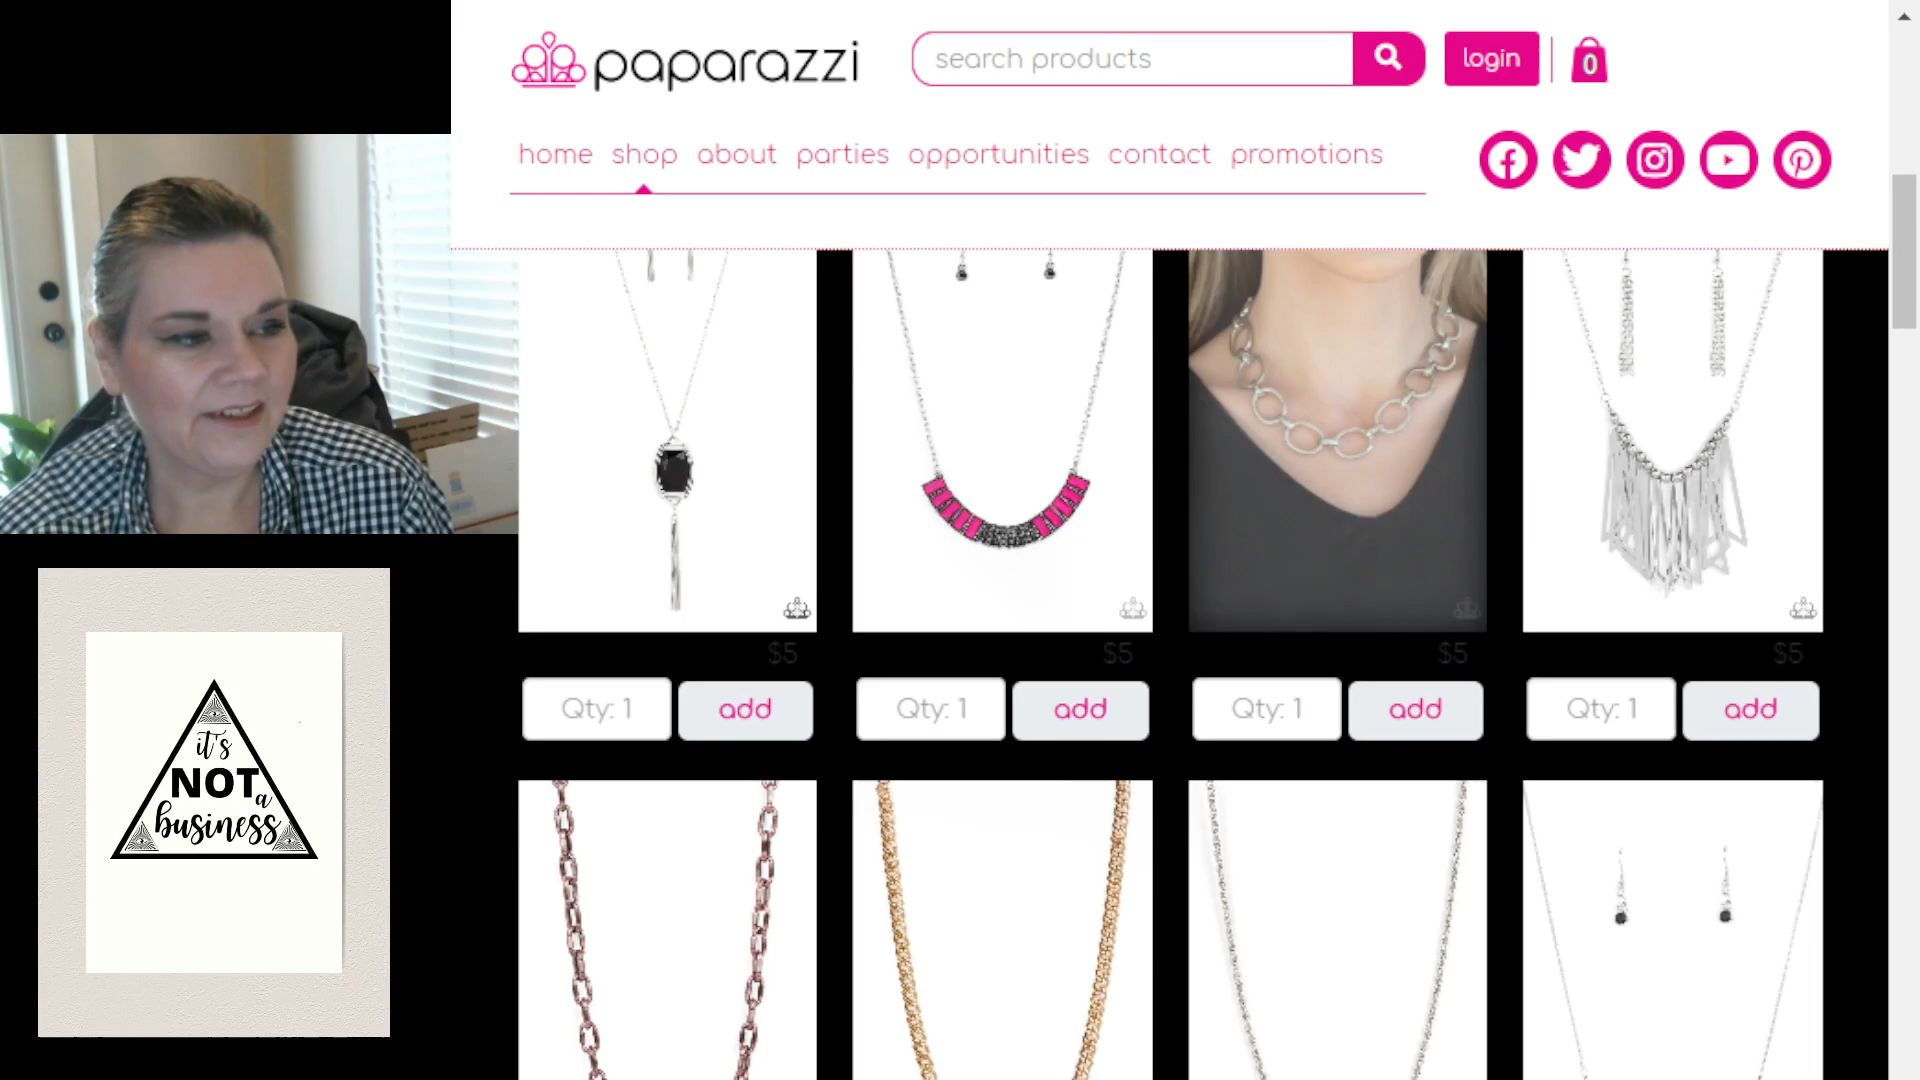 paparazzi
search products
login
0
home shop about parties opportunities contact promotions
$5 $5 $5 $5
Qty: 1 add Qty: 1 add Qty: 1 add Qty: 1 add
it's
NOT a
business